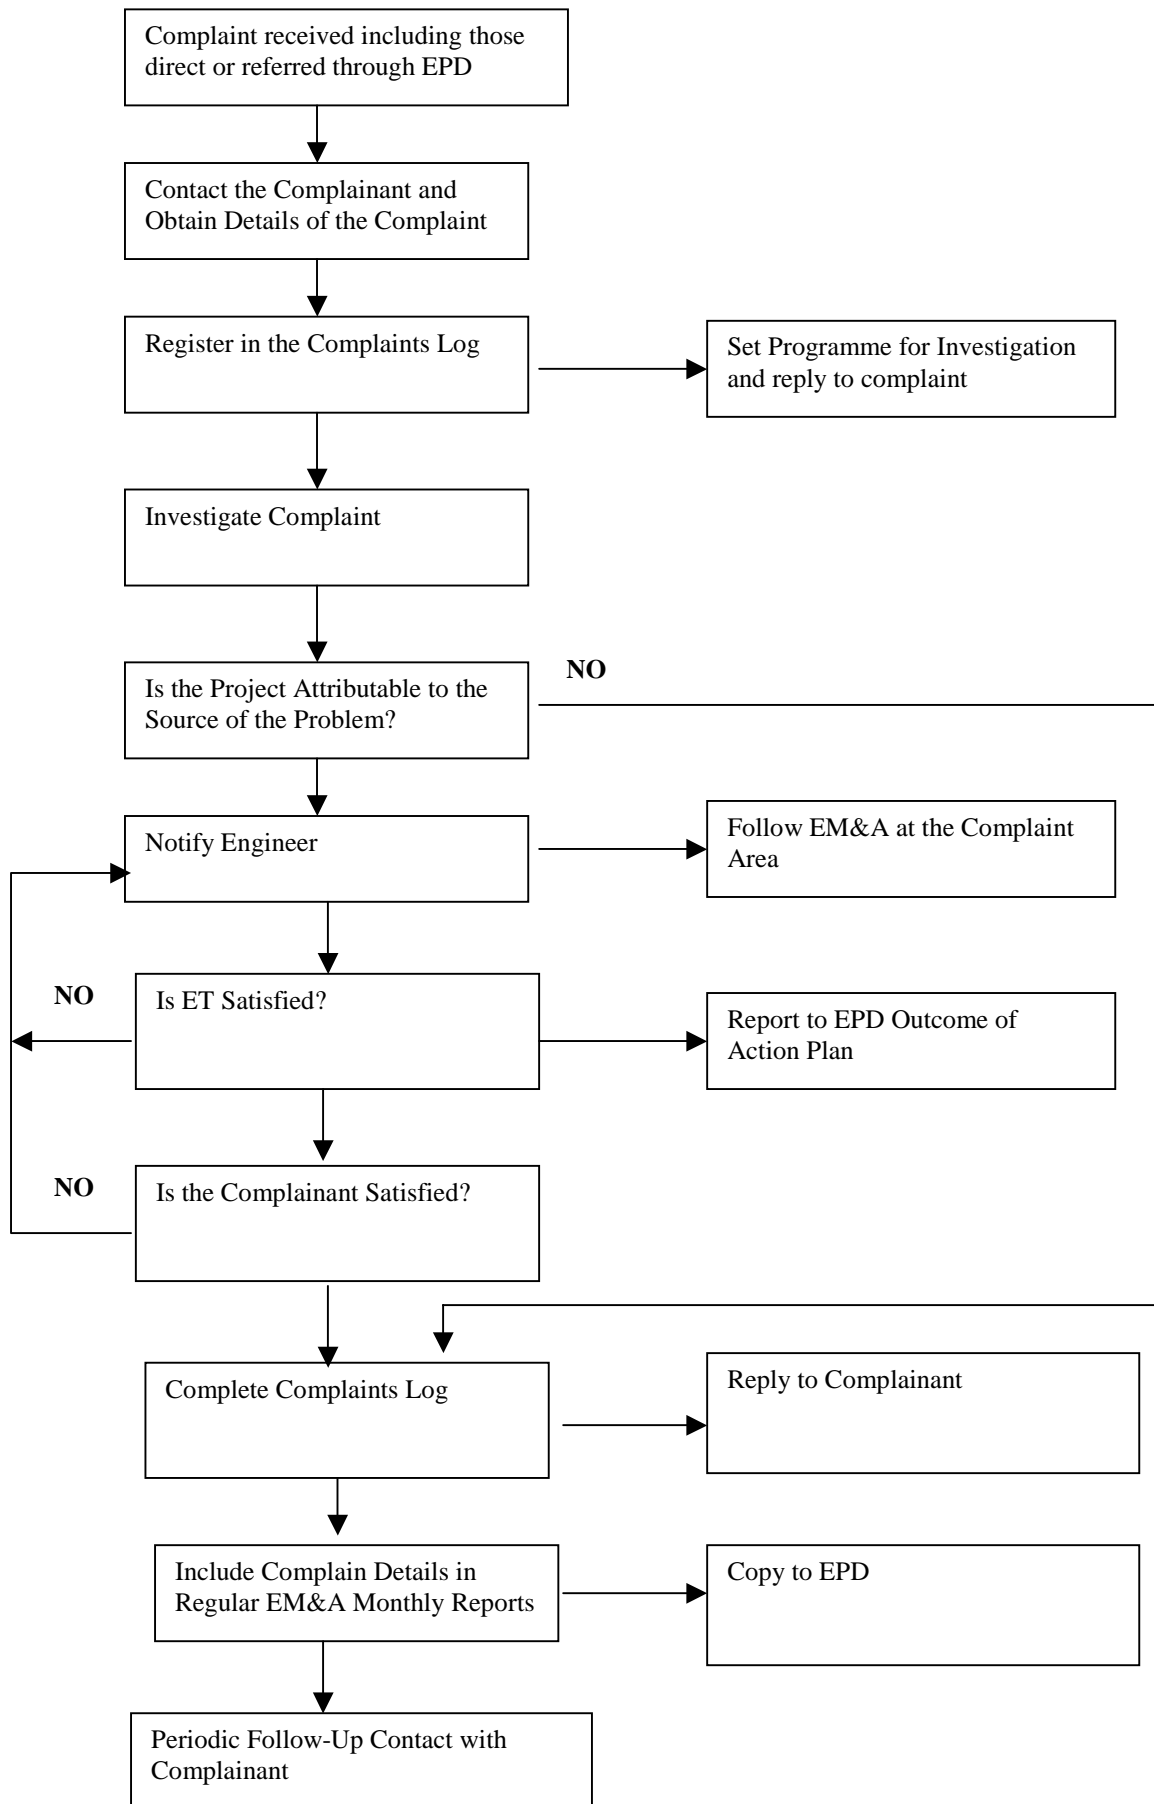 Complaint received including those
direct or referred through EPD
Contact the Complainant and
Obtain Details of the Complaint
Register in the Complaints Log
Set Programme for Investigation
and reply to complaint
Investigate Complaint
Is the Project Attributable to the
Source of the Problem?
NO
Notify Engineer
Follow EM&A at the Complaint
Area
NO
Is ET Satisfied?
Report to EPD Outcome of
Action Plan
NO
Is the Complainant Satisfied?
Complete Complaints Log
Reply to Complainant
Include Complain Details in
Regular EM&A Monthly Reports
Copy to EPD
Periodic Follow-Up Contact with
Complainant